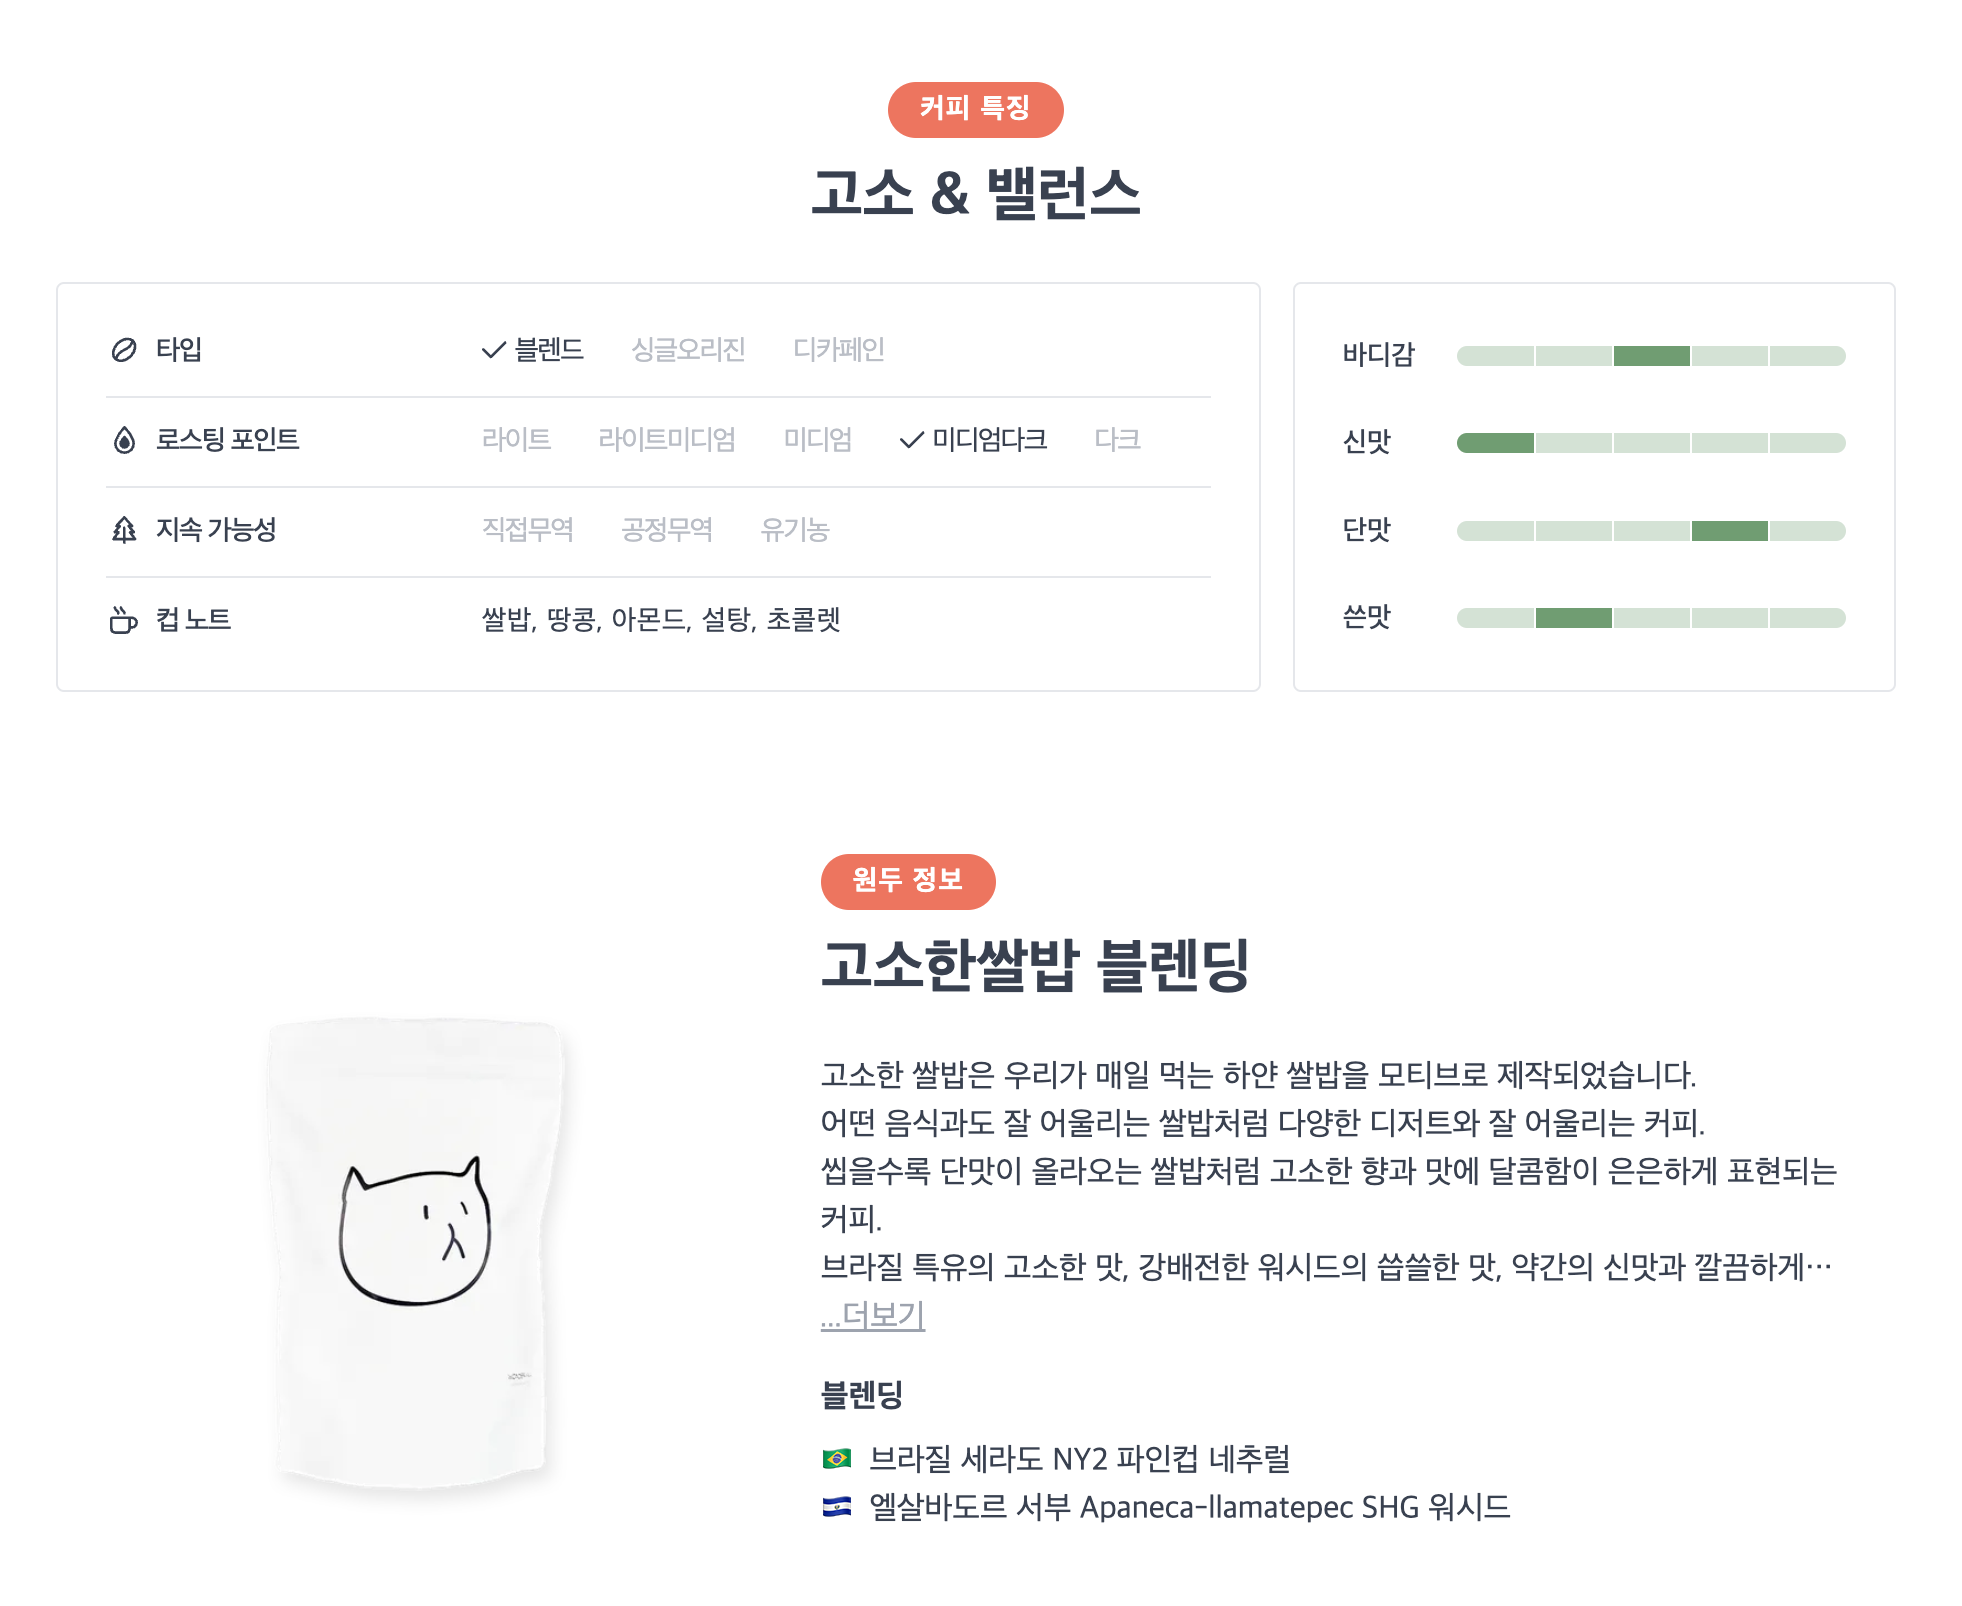 커피 특징
고소 & 밸런스
타입 블렌드 싱글오리진 디카페인
로스팅 포인트 라이트 라이트미디엄 미디엄 미디엄다크 다크
지속 가능성 직접무역 공정무역 유기농
컵 노트 쌀밥, 땅콩, 아몬드, 설탕, 초콜렛
바디감
신맛
단맛
쓴맛
원두 정보
고소한쌀밥 블렌딩
고소한 쌀밥은 우리가 매일 먹는 하얀 쌀밥을 모티브로 제작되었습니다.
어떤 음식과도 잘 어울리는 쌀밥처럼 다양한 디저트와 잘 어울리는 커피.
씹을수록 단맛이 올라오는 쌀밥처럼 고소한 향과 맛에 달콤함이 은은하게 표현되는
커피.
브라질 특유의 고소한 맛, 강배전한 워시드의 씁쓸한 맛, 약간의 신맛과 깔끔하게…
...더보기
블렌딩
브라질 세라도 NY2 파인컵 네추럴
엘살바도르 서부 Apaneca-llamatepec SHG 워시드